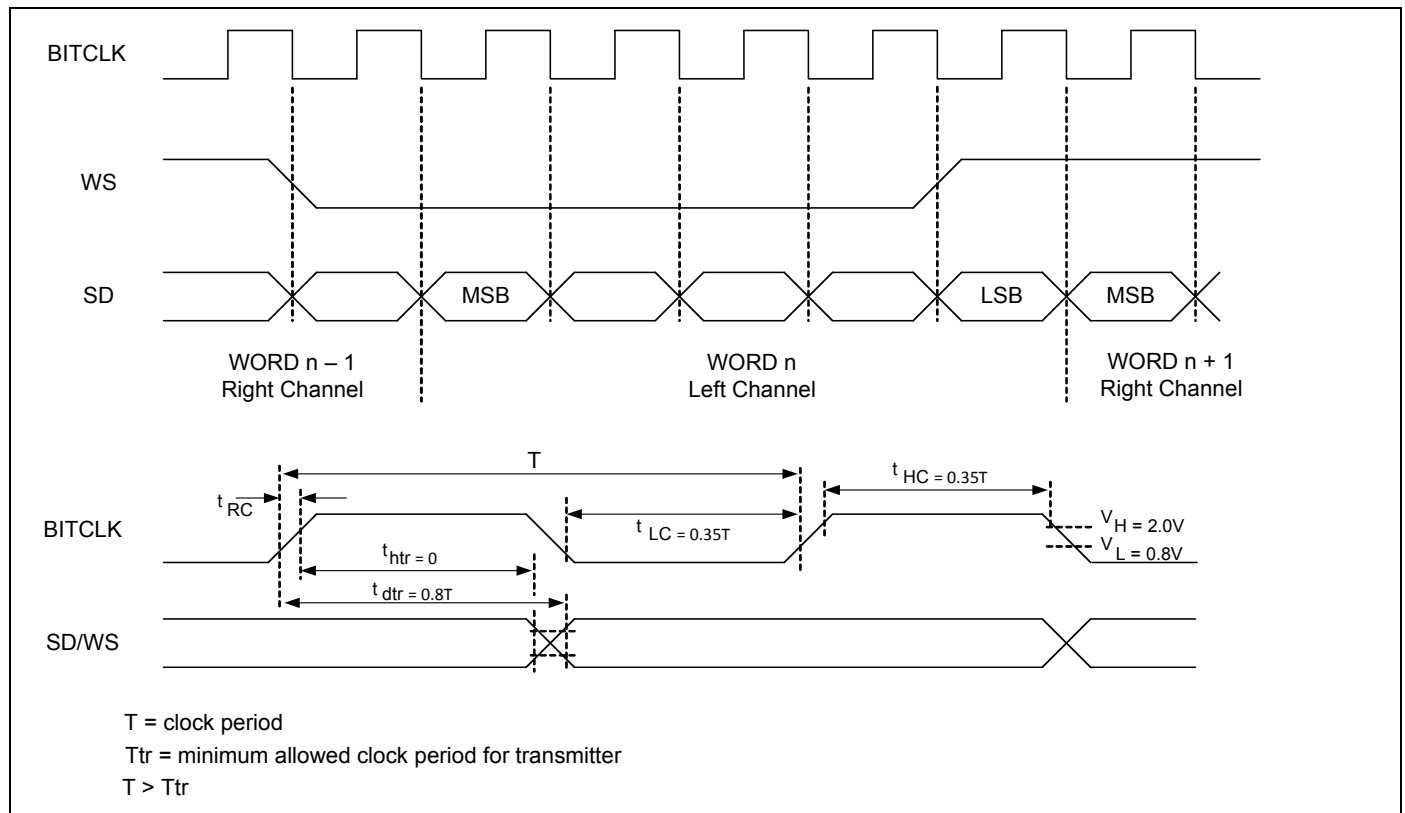 BITCLK
WS
SD
MSB
LSB
MSB
WORD n – 1
Right Channel
WORD n
Left Channel
WORD n + 1
Right Channel
T
t HC = 0.35T
t RC
BITCLK
t LC = 0.35T
V H = 2.0V
V L = 0.8V
t htr = 0
t dtr = 0.8T
SD/WS
T = clock period
Ttr = minimum allowed clock period for transmitter
T > Ttr